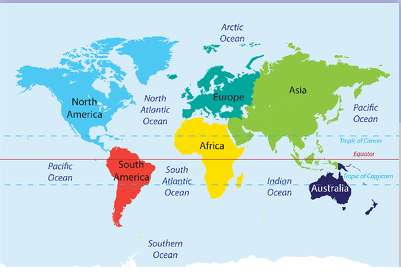 Arctic
Ocean
North
America
North
Atlantic
Ocean
Europe
Asia
Pacific
Ocean
Africa
Tropic of Cancer
Equator
Pacific
Ocean
South
America
South
Atlantic
Ocean
Indian
Ocean
Tropic of Capgicorn
Australia
Southern
Ocean